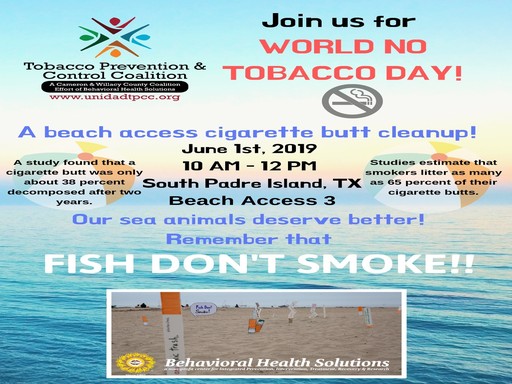 Join us for
WORLD NO
TOBACCO DAY!
Tobacco Prevention &
Control Coalition
A Cameron & Willacy County Coalition
Effort of Behavioral Health Solutions
www.unidadtpcc.org
A beach access cigarette butt cleanup!
June 1st, 2019
10 AM - 12 PM
South Padre Island, TX
Beach Access 3
A study found that a
cigarette butt was only
about 38 percent
decomposed after two
years.
Studies estimate that
smokers litter as many
as 65 percent of their
cigarette butts.
Our sea animals deserve better!
Remember that
FISH DON'T SMOKE!!
Behavioral Health Solutions